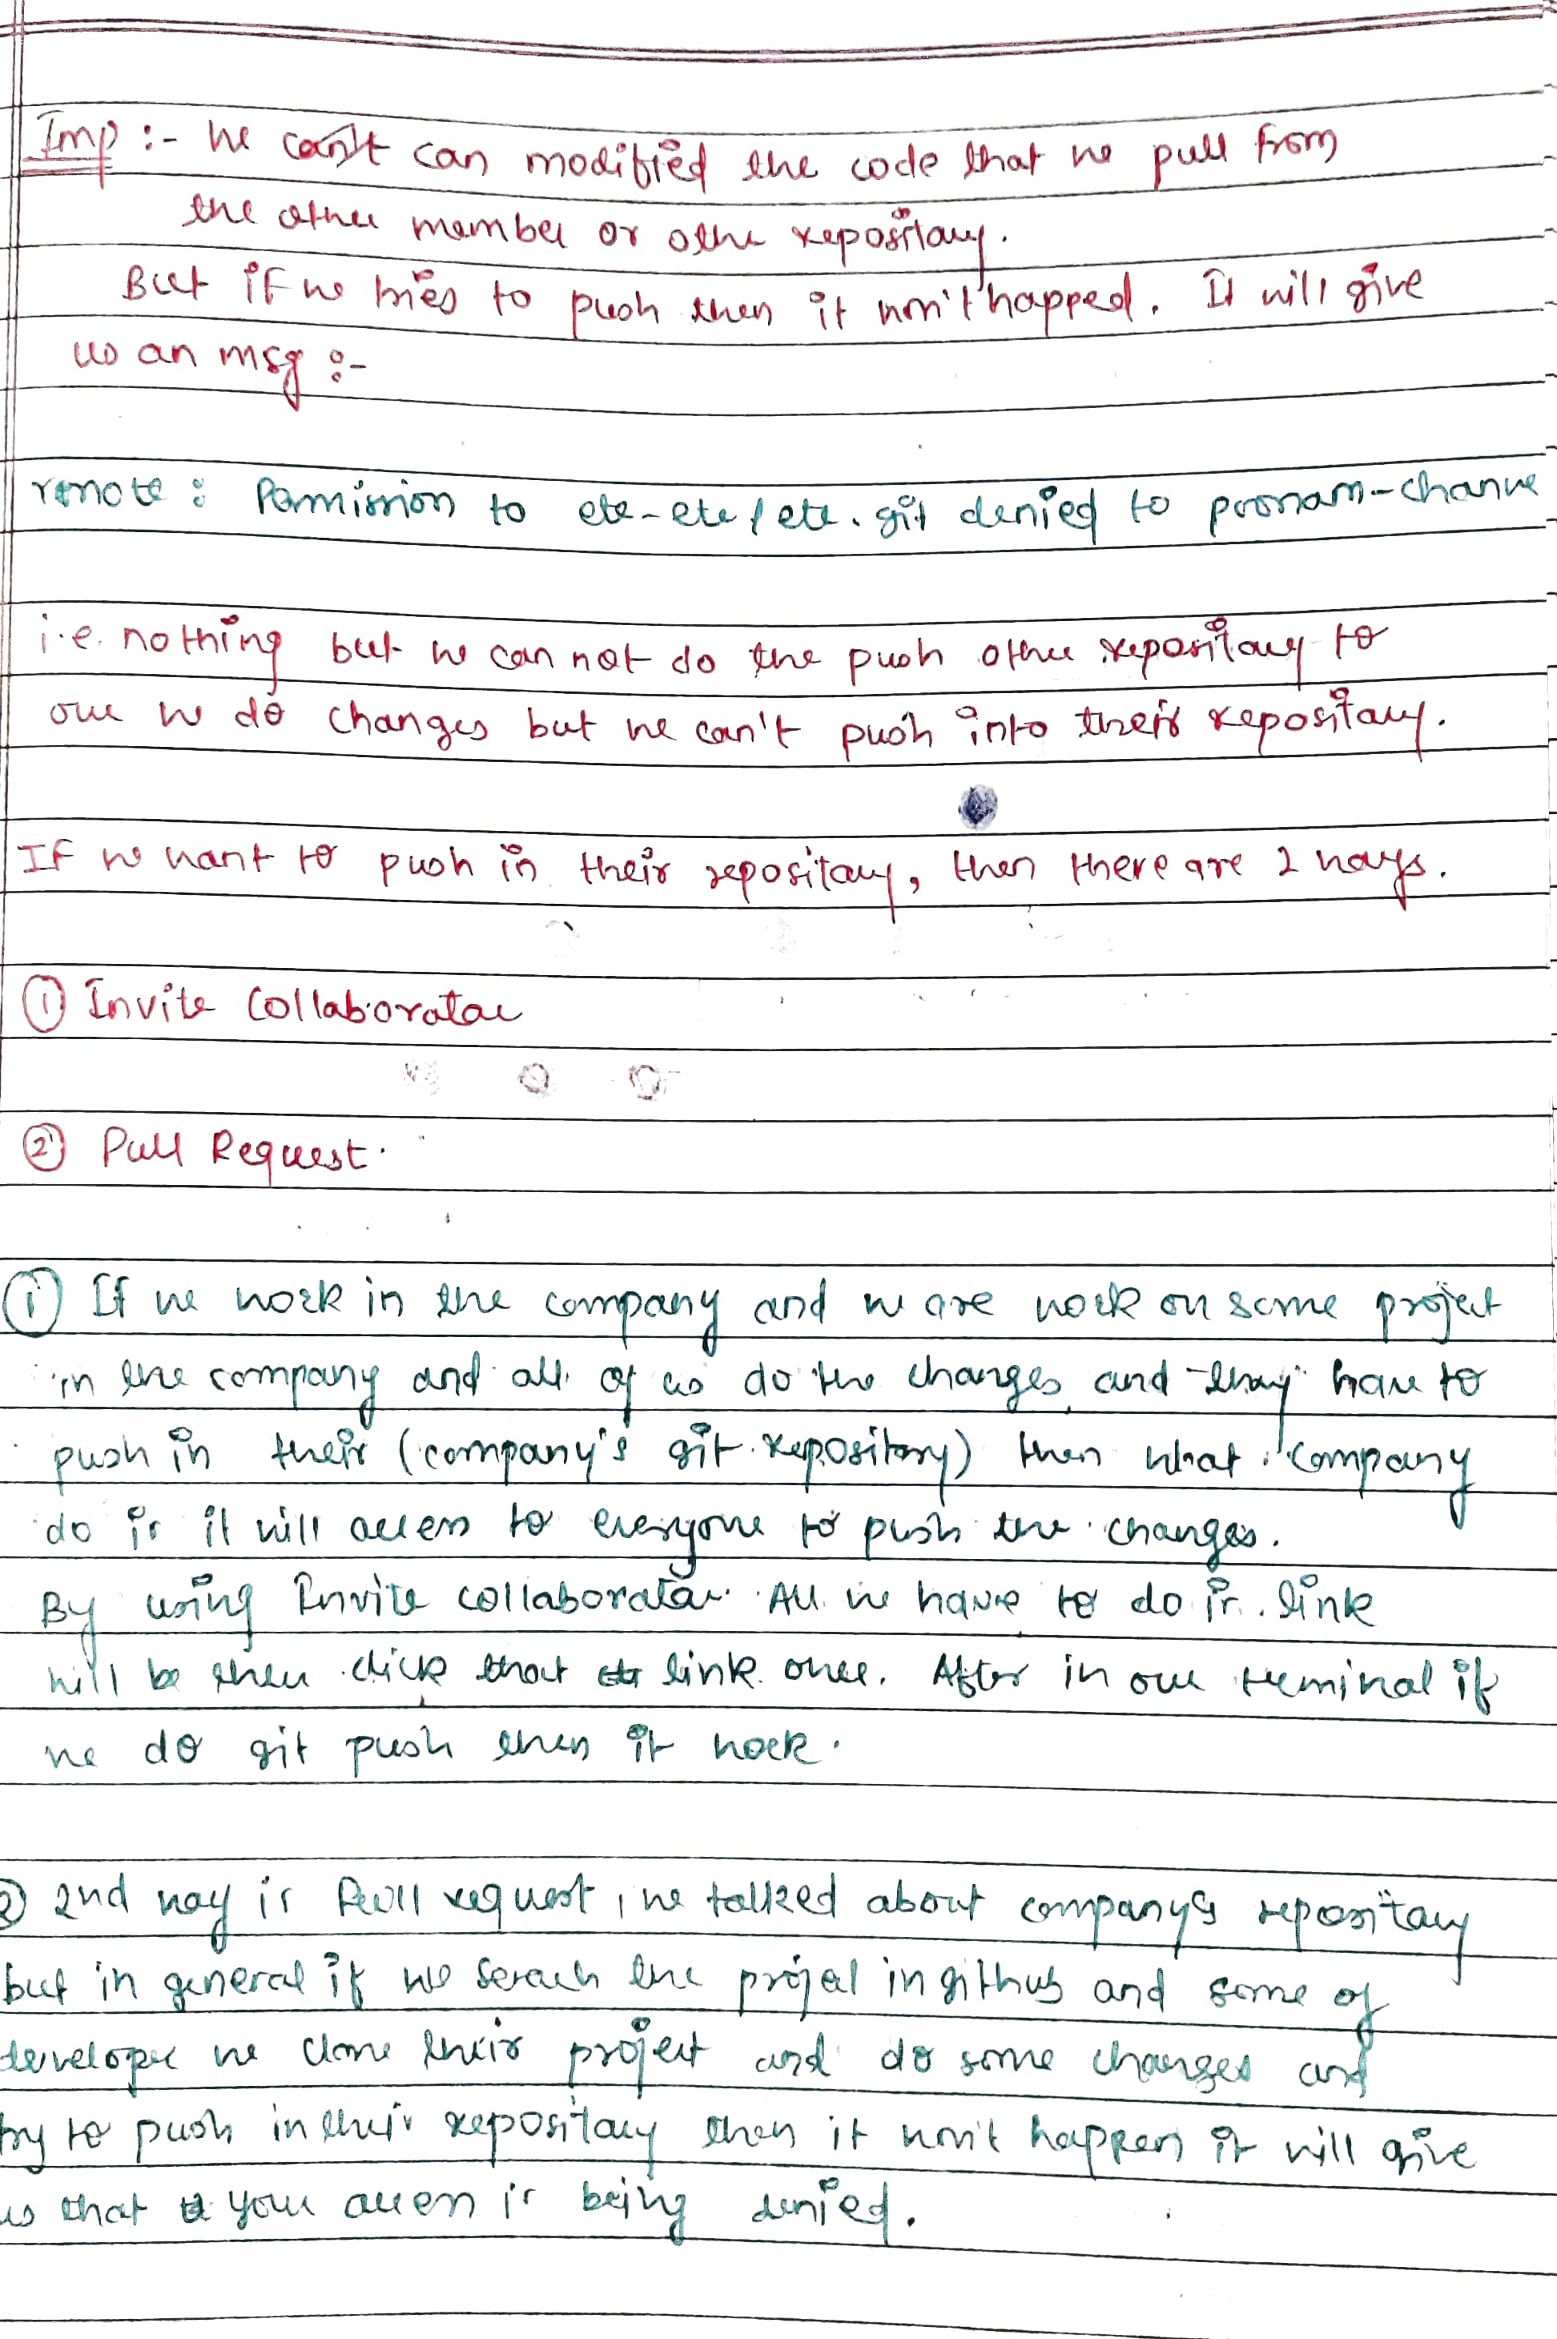 Imp :- we can't can modified the code that we pull from
the other member or other repositary.
But if we tries to push then it won't happed. It will give
us an msg :-
remote : Permission to etc-etc/etc.git denied to poonam-chanve
i.e. nothing but we can not do the push other repositary to
our we do changes but we can't push into their repositary.
If we want to push in their repositary, then there are 2 ways.
① Invite Collaboratar
② Pull Request.
① If we work in the company and we are work on some project
in the company and all of us do the changes and they have to
push in their (company's git repository) then what company
do is it will access to everyone to push the changes.
By using Invite collaboratar. All we have to do is link
will be there click that link once. After in our terminal if
we do git push then it work.
② 2nd way is Pull request, we talked about company's repositary
but in general if we serach the projet in github and some of
developer we clone their project and do some changes and
try to push in their repositary then it won't happen it will give
us that your access is being denied.